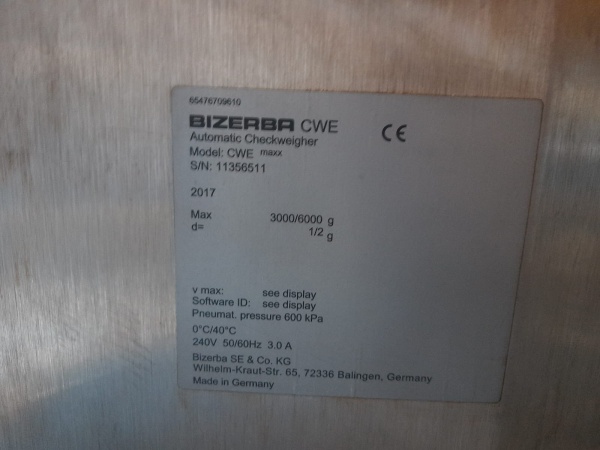 65476709610
BIZERBA CWE CE
Automatic Checkweigher
Model: CWE maxx
S/N: 11356511
2017
Max 3000/6000 g
d= 1/2 g
v max: see display
Software ID: see display
Pneumat. pressure 600 kPa
0°C/40°C
240V 50/60Hz 3.0 A
Bizerba SE & Co. KG
Wilhelm-Kraut-Str. 65, 72336 Balingen, Germany
Made in Germany